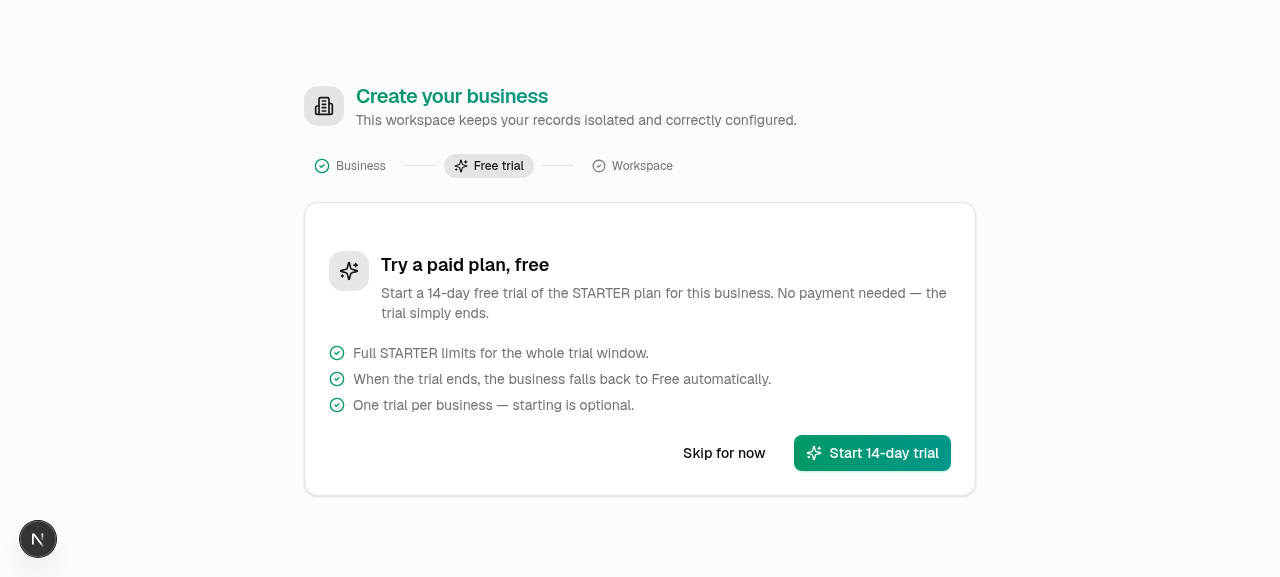 Create your business
This workspace keeps your records isolated and correctly configured.
Business
Free trial
Workspace
Try a paid plan, free
Start a 14-day free trial of the STARTER plan for this business. No payment needed — the
trial simply ends.
Full STARTER limits for the whole trial window.
When the trial ends, the business falls back to Free automatically.
One trial per business — starting is optional.
Skip for now
Start 14-day trial
N